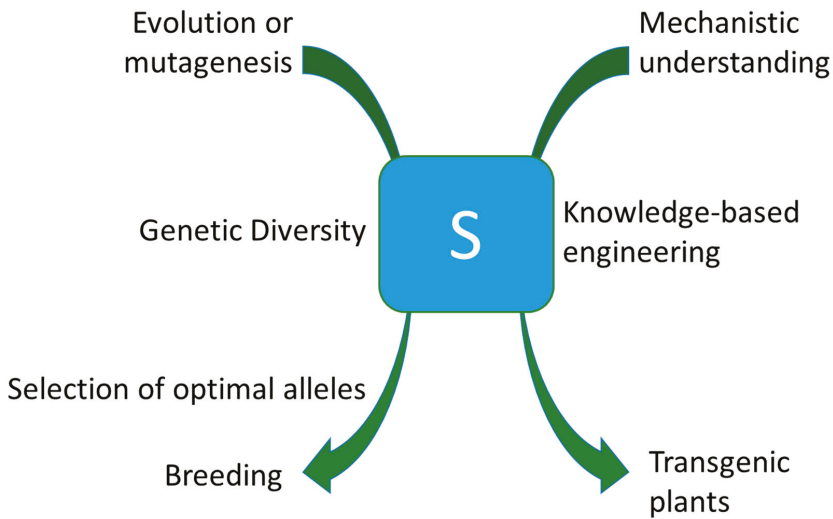 Evolution or
mutagenesis
Mechanistic
understanding
Genetic Diversity
S
Knowledge-based
engineering
Selection of optimal alleles
Breeding
Transgenic
plants